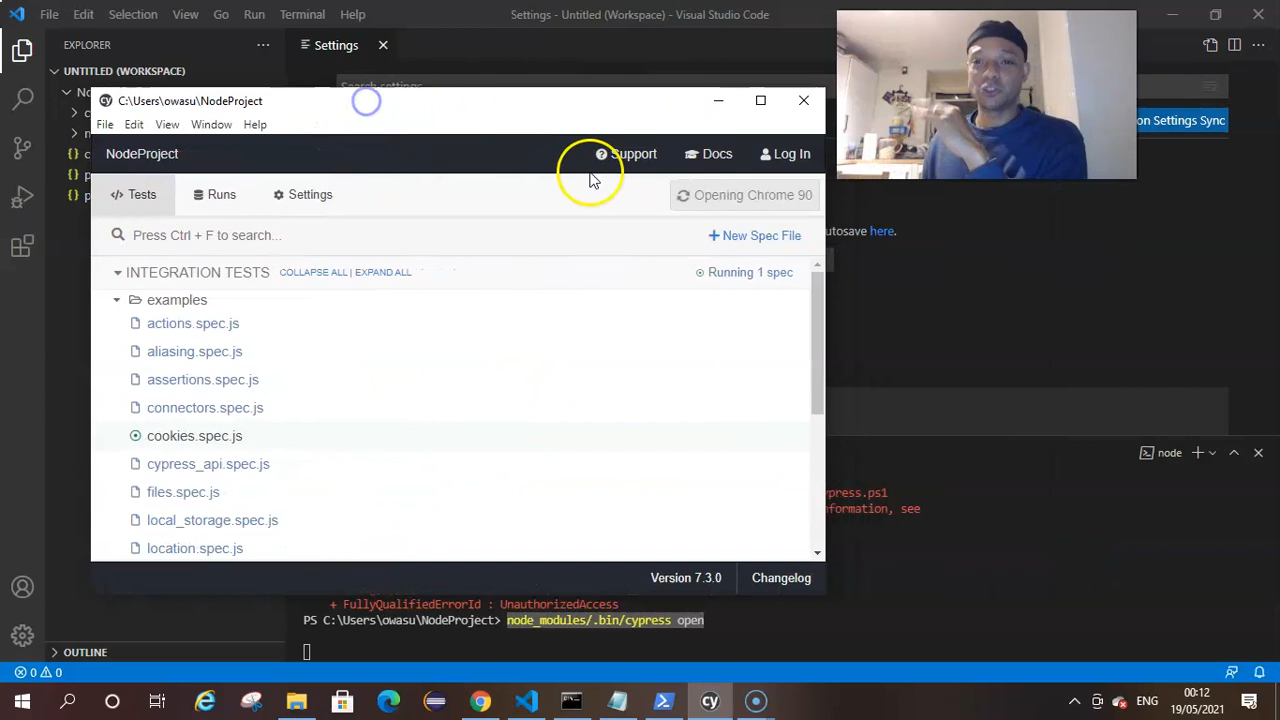 File Edit Selection View Go Run Terminal Help
Settings - Untitled (Workspace) - Visual Studio Code
EXPLORER
Settings
UNTITLED (WORKSPACE)
Search settings
C:\Users\owasu\NodeProject
on Settings Sync
File Edit View Window Help
NodeProject
Support Docs Log In
Tests Runs Settings Opening Chrome 90
Press Ctrl + F to search...
New Spec File
utosave here.
INTEGRATION TESTS COLLAPSE ALL | EXPAND ALL Running 1 spec
examples
actions.spec.js
aliasing.spec.js
assertions.spec.js
connectors.spec.js
cookies.spec.js
cypress_api.spec.js
files.spec.js
local_storage.spec.js
location.spec.js
node
ypress.ps1
formation, see
Version 7.3.0 Changelog
+ FullyQualifiedErrorId : UnauthorizedAccess
PS C:\Users\owasu\NodeProject> node_modules/.bin/cypress open
OUTLINE
0 0
ENG
00:12
19/05/2021